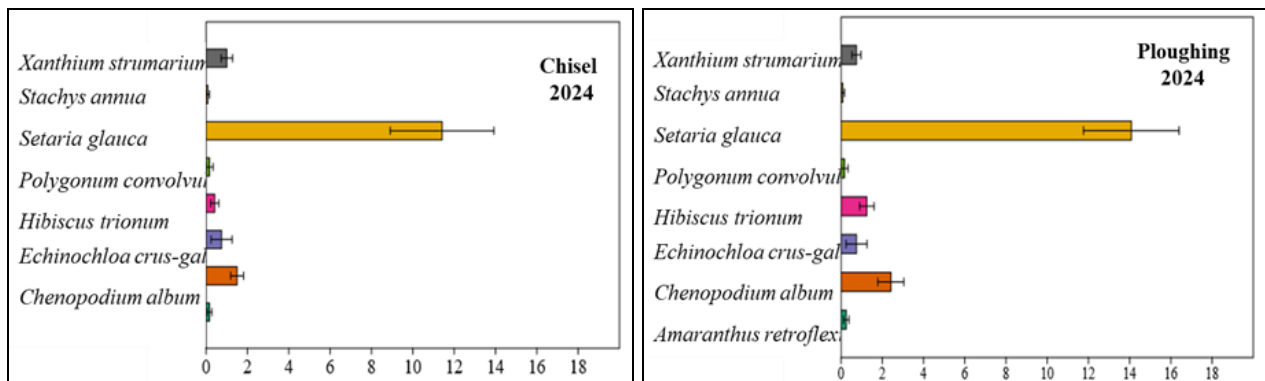 Xanthium strumarium
Stachys annua
Setaria glauca
Polygonum convolvul
Hibiscus trionum
Echinochloa crus-gal
Chenopodium album
Chisel
2024
0 2 4 6 8 10 12 14 16 18
Xanthium strumarium
Stachys annua
Setaria glauca
Polygonum convolvul
Hibiscus trionum
Echinochloa crus-gal
Chenopodium album
Amaranthus retroflex
Ploughing
2024
0 2 4 6 8 10 12 14 16 18